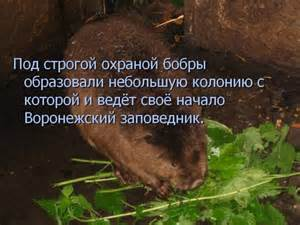 Под строгой охраной бобры
образовали небольшую колонию с
которой и ведёт своё начало
Воронежский заповедник.